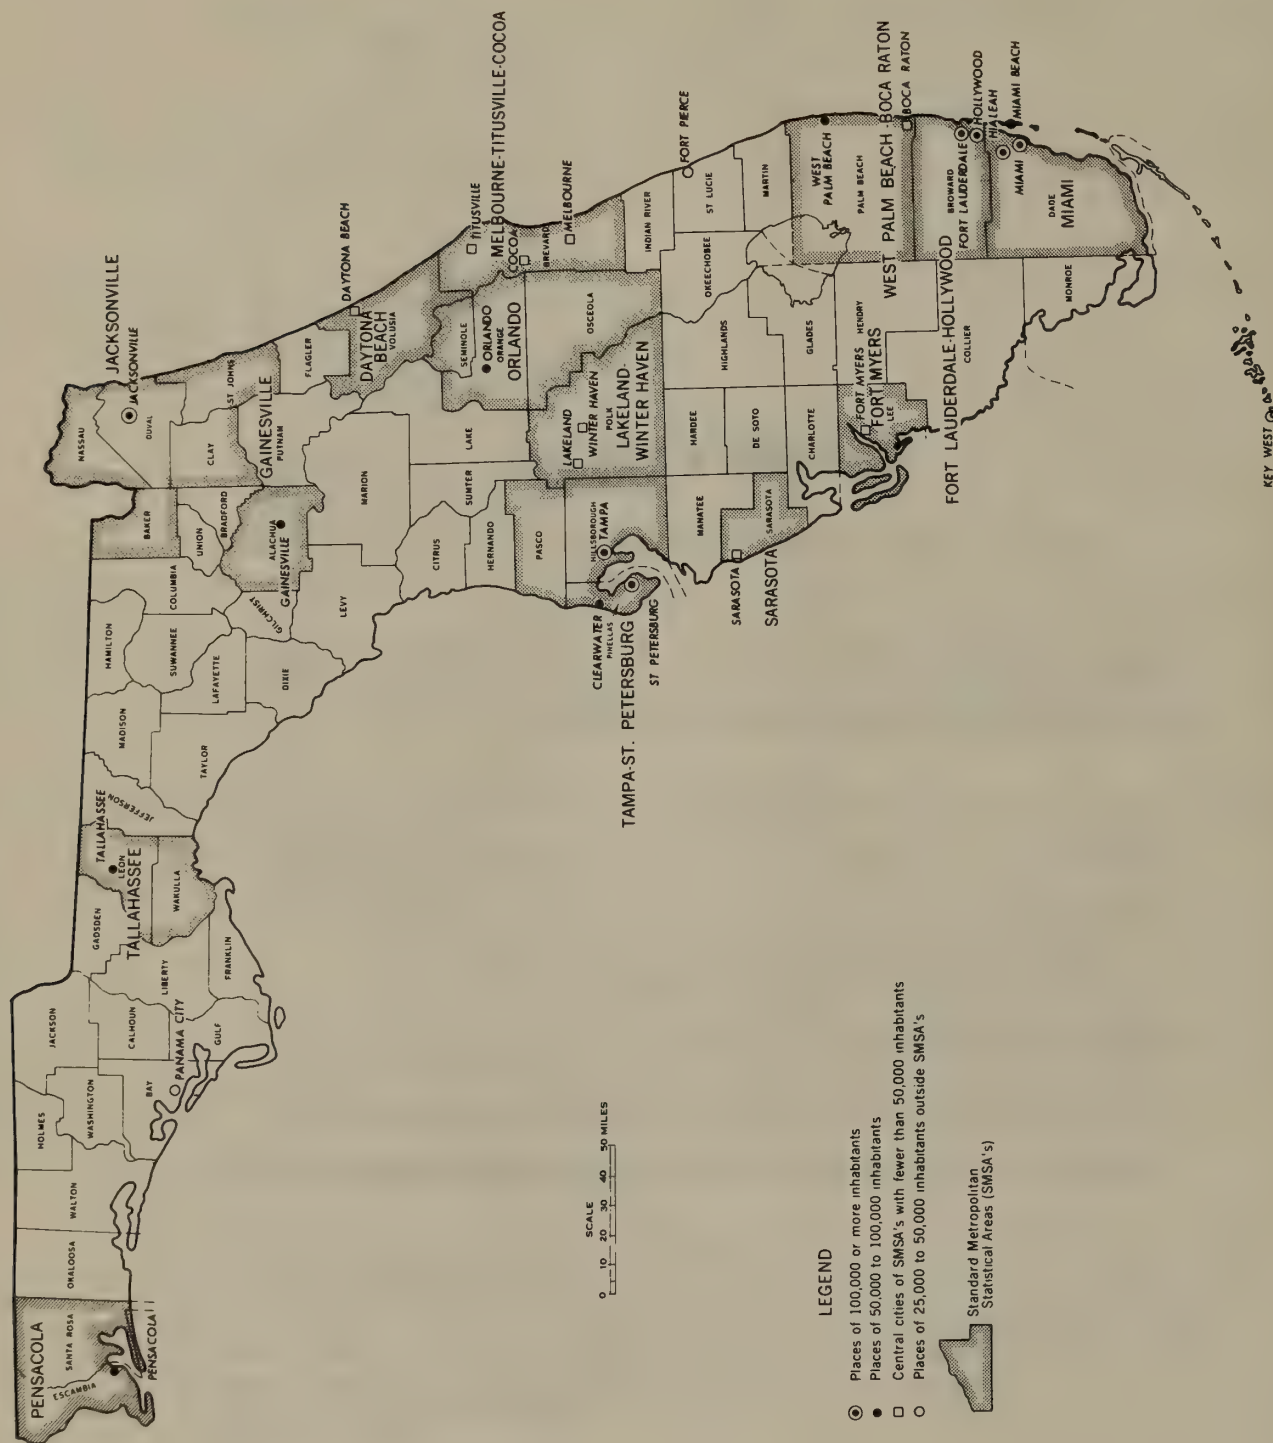 PENSACOLA
ESCAMBIA
SANTA ROSA
PENSACOLA
OKALOOSA
WALTON
HOLMES
WASHINGTON
BAY
PANAMA CITY
JACKSON
CALHOUN
GULF
LIBERTY
FRANKLIN
GADSDEN
TALLAHASSEE
LEON
TALLAHASSEE
WAKULLA
JEFFERSON
MADISON
TAYLOR
HAMILTON
SUWANNEE
LAFAYETTE
DIXIE
COLUMBIA
GILCHRIST
LEVY
BAKER
UNION
BRADFORD
ALACHUA
GAINESVILLE
GAINESVILLE
NASSAU
JACKSONVILLE
JACKSONVILLE
DUVAL
CLAY
ST JOHNS
PUTNAM
FLAGLER
MARION
DAYTONA BEACH
DAYTONA
BEACH
VOLUSIA
CITRUS
SUMTER
LAKE
HERNANDO
PASCO
SEMINOLE
ORLANDO
ORANGE
ORLANDO
OSCEOLA
TITUSVILLE
MELBOURNE-TITUSVILLE-COCOA
COCOA
BREVARD
MELBOURNE
HILLSBOROUGH
TAMPA
CLEARWATER
PINELLAS
TAMPA-ST. PETERSBURG
ST PETERSBURG
LAKELAND
WINTER HAVEN
POLK
LAKELAND-
WINTER HAVEN
INDIAN RIVER
FORT PIERCE
ST LUCIE
OKEECHOBEE
MARTIN
MANATEE
HARDEE
HIGHLANDS
DE SOTO
SARASOTA
SARASOTA
SARASOTA
CHARLOTTE
GLADES
FORT MYERS
FORT MYERS
LEE
HENDRY
COLLIER
WEST
PALM BEACH
PALM BEACH
WEST PALM BEACH-BOCA RATON
BOCA RATON
BROWARD
FORT LAUDERDALE
FORT LAUDERDALE-HOLLYWOOD
HOLLYWOOD
HIALEAH
MIAMI BEACH
MIAMI
DADE
MIAMI
MONROE
KEY WEST
SCALE
0 10 20 30 40 50 MILES
LEGEND
Places of 100,000 or more inhabitants
Places of 50,000 to 100,000 inhabitants
Central cities of SMSA's with fewer than 50,000 inhabitants
Places of 25,000 to 50,000 inhabitants outside SMSA's
Standard Metropolitan
Statistical Areas (SMSA's)